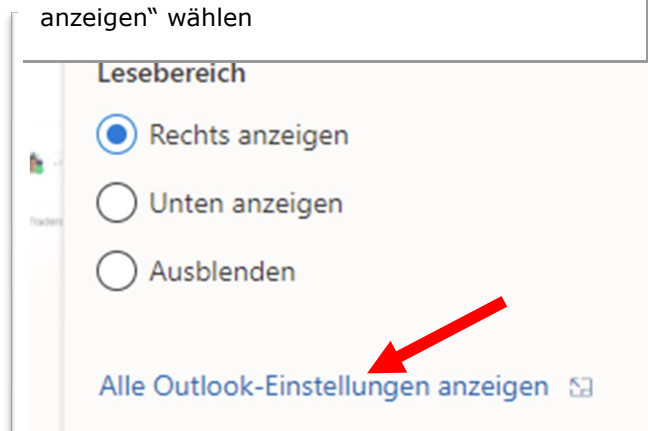 anzeigen“ wählen
Lesebereich
Rechts anzeigen
Unten anzeigen
Ausblenden
Alle Outlook-Einstellungen anzeigen